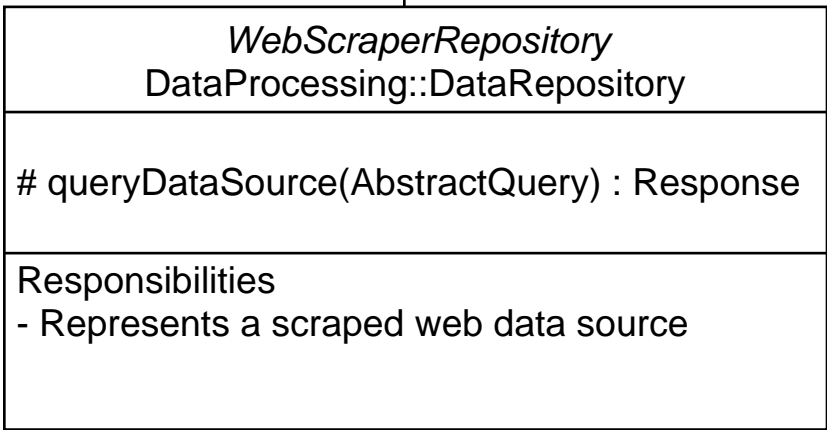 WebScraperRepository
DataProcessing::DataRepository
# queryDataSource(AbstractQuery) : Response
Responsibilities
- Represents a scraped web data source